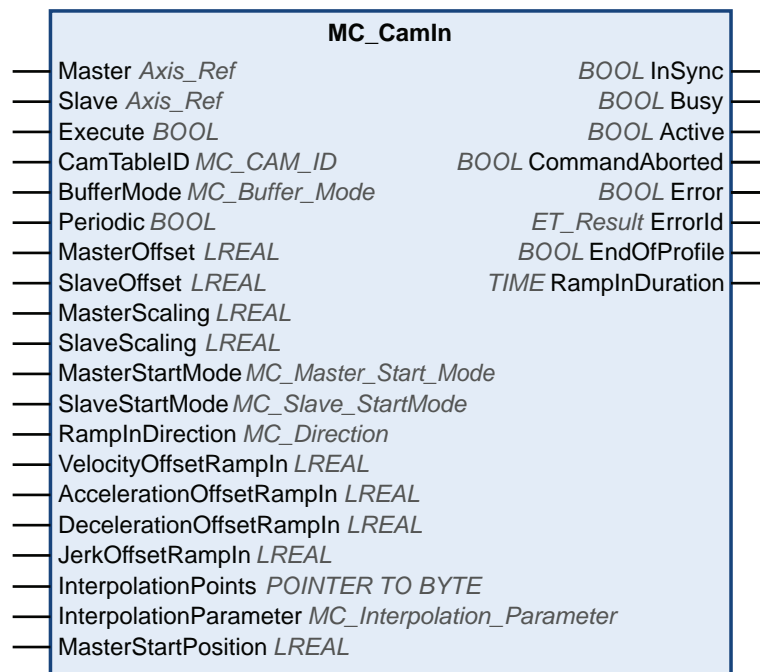 MC_CamIn
Master Axis_Ref BOOL InSync
Slave Axis_Ref BOOL Busy
Execute BOOL BOOL Active
CamTableID MC_CAM_ID BOOL CommandAborted
BufferMode MC_Buffer_Mode BOOL Error
Periodic BOOL ET_Result ErrorId
MasterOffset LREAL BOOL EndOfProfile
SlaveOffset LREAL TIME RampInDuration
MasterScaling LREAL
SlaveScaling LREAL
MasterStartMode MC_Master_Start_Mode
SlaveStartMode MC_Slave_StartMode
RampInDirection MC_Direction
VelocityOffsetRampIn LREAL
AccelerationOffsetRampIn LREAL
DecelerationOffsetRampIn LREAL
JerkOffsetRampIn LREAL
InterpolationPoints POINTER TO BYTE
InterpolationParameter MC_Interpolation_Parameter
MasterStartPosition LREAL